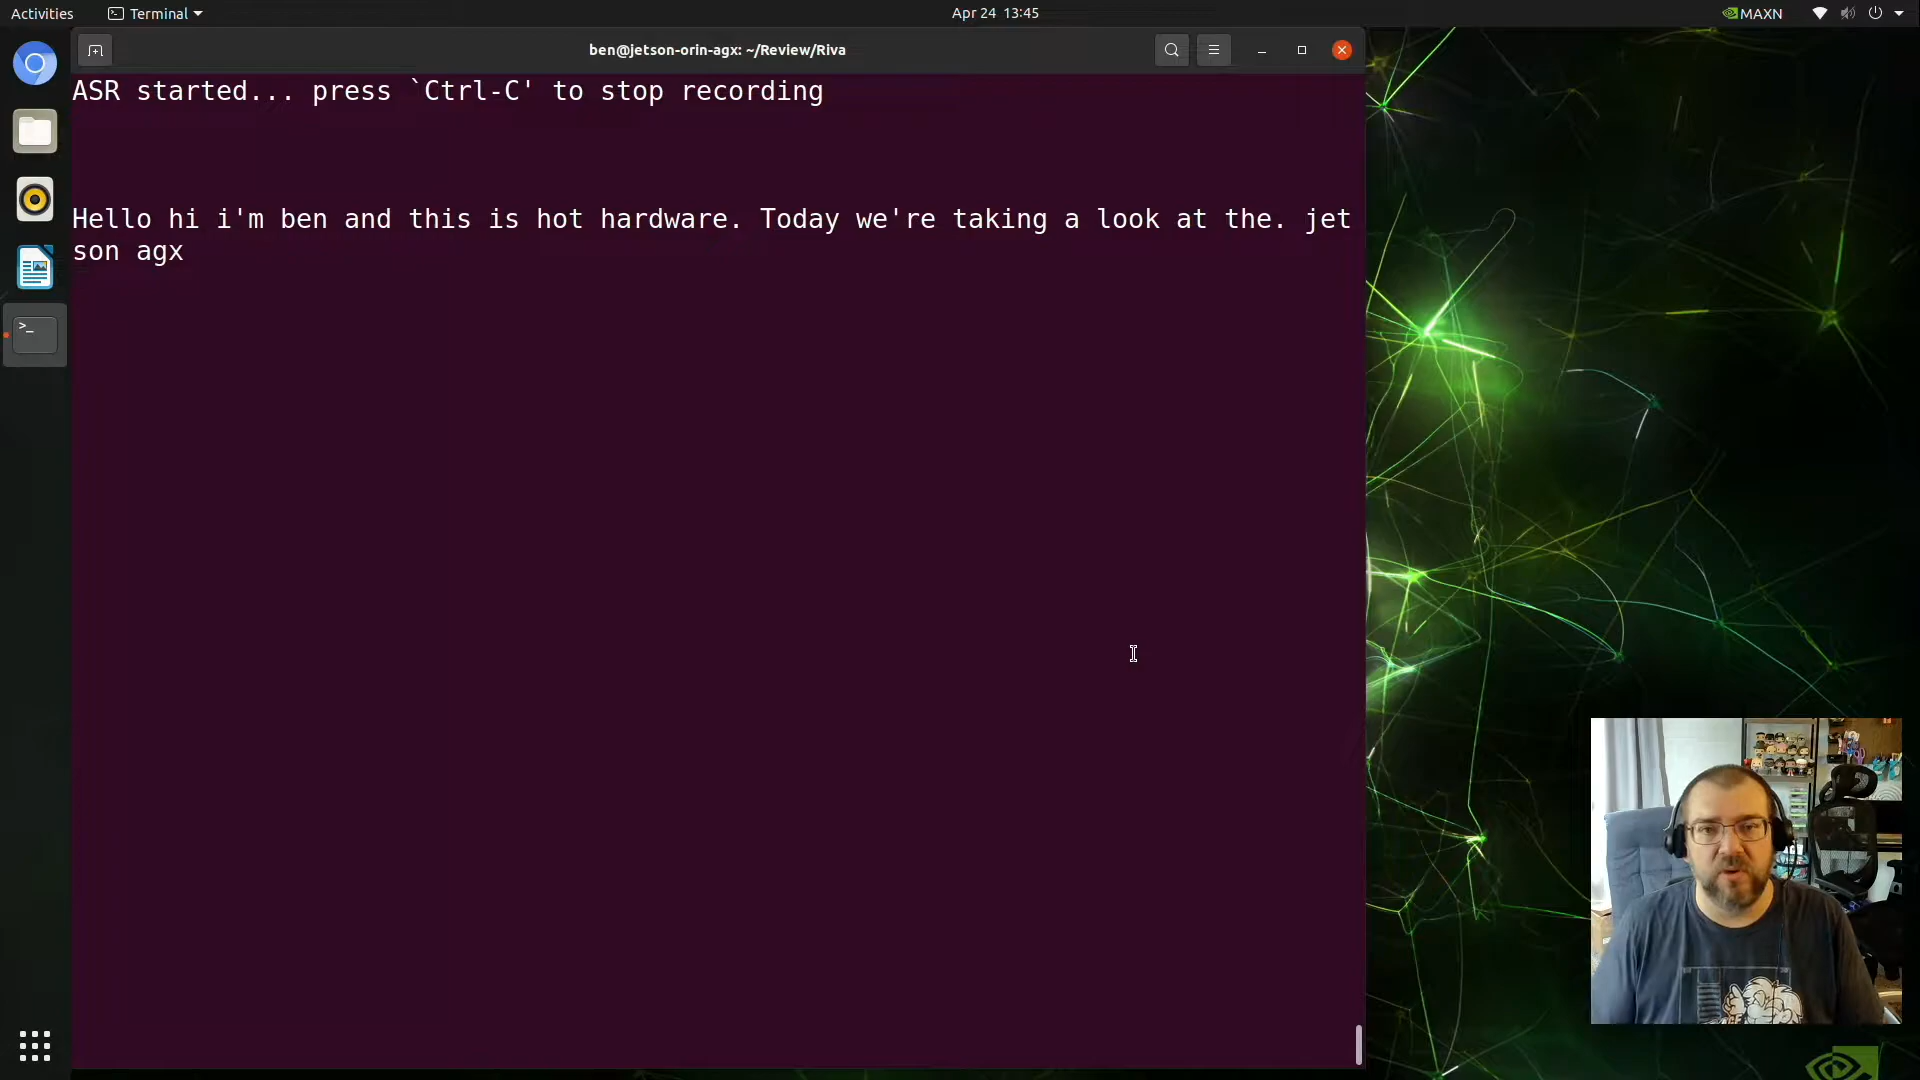 Activities
Terminal
Apr 24 13:45
MAXN
ben@jetson-orin-agx: ~/Review/Riva
ASR started... press `Ctrl-C' to stop recording
Hello hi i'm ben and this is hot hardware. Today we're taking a look at the. jet
son agx